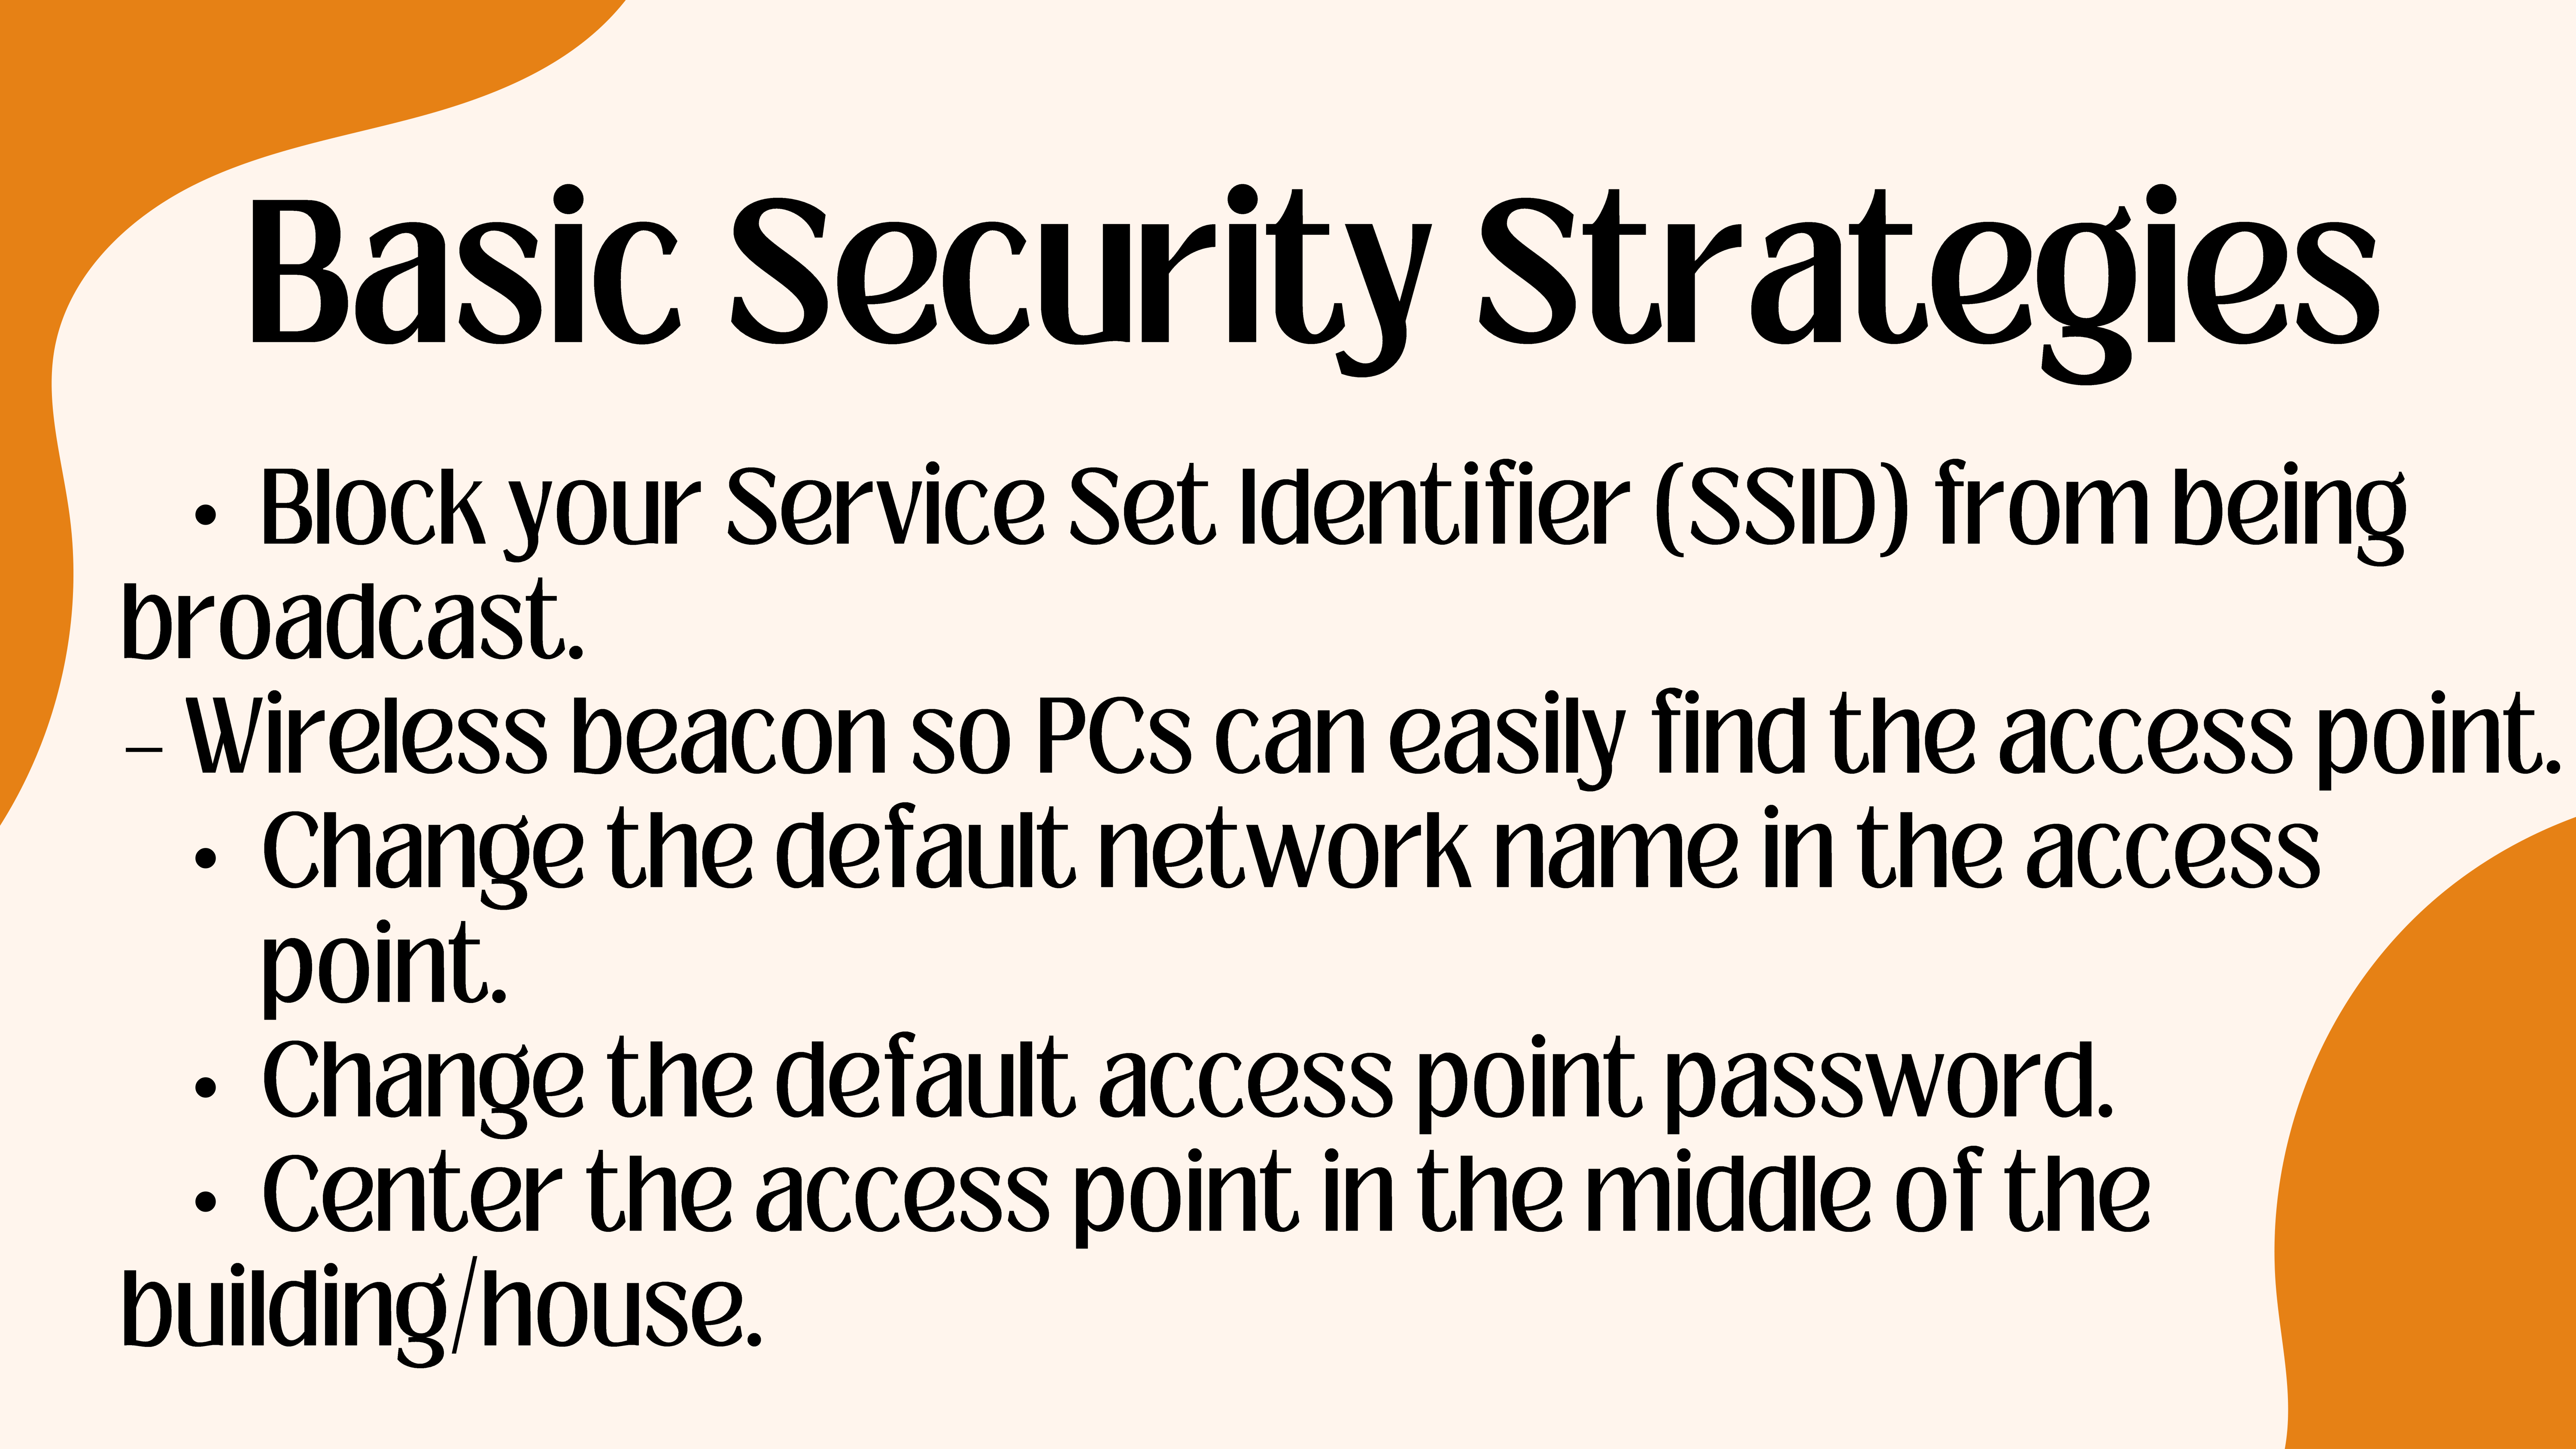 Basic Security Strategies
• Block your Service Set Identifier (SSID) from being
broadcast.
– Wireless beacon so PCs can easily find the access point.
• Change the default network name in the access
point.
• Change the default access point password.
• Center the access point in the middle of the
building/house.